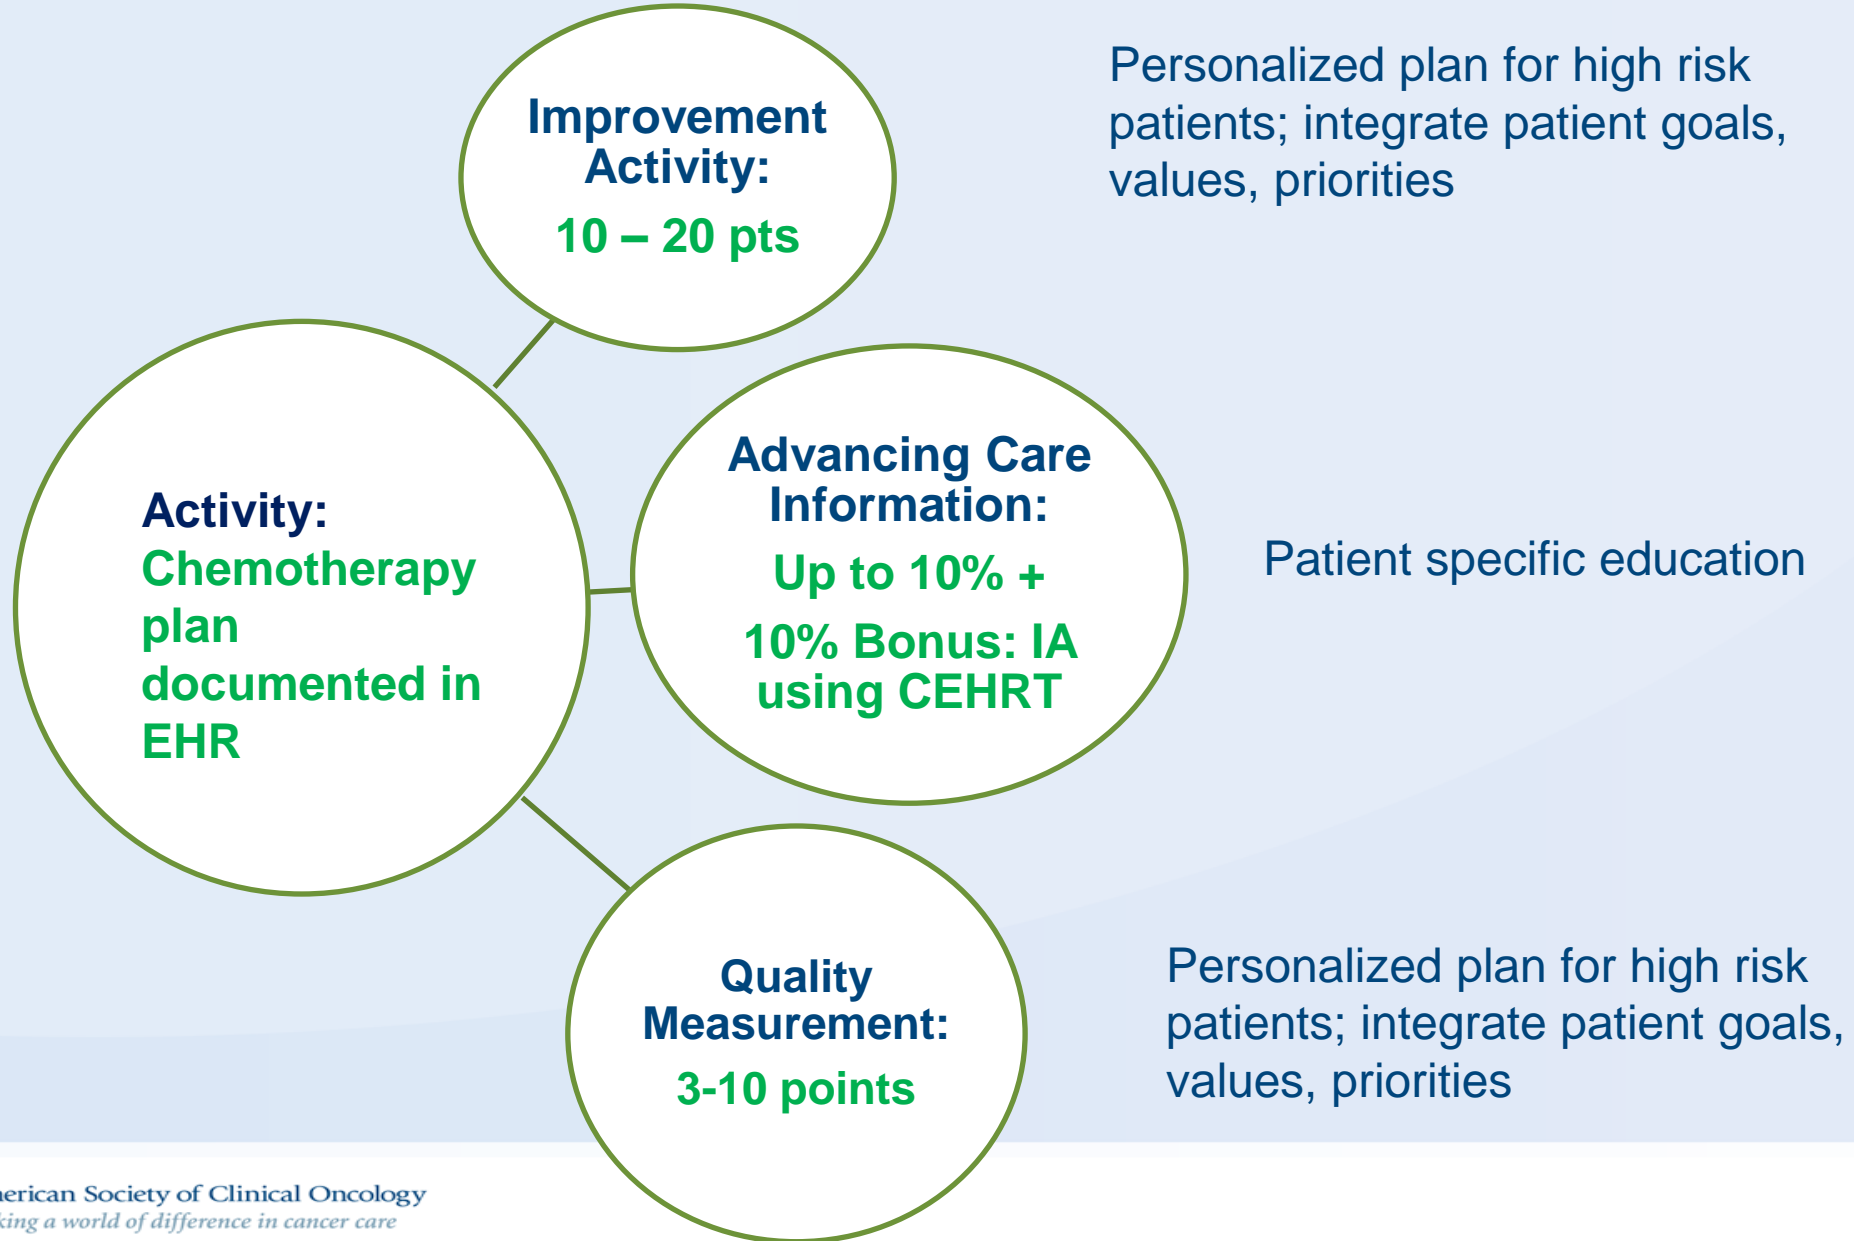 Improvement
Activity:
10 – 20 pts
Personalized plan for high risk
patients; integrate patient goals,
values, priorities
Activity:
Chemotherapy
plan
documented in
EHR
Advancing Care
Information:
Up to 10% +
10% Bonus: IA
using CEHRT
Patient specific education
Quality
Measurement:
3-10 points
Personalized plan for high risk
patients; integrate patient goals,
values, priorities
erican Society of Clinical Oncology
king a world of difference in cancer care